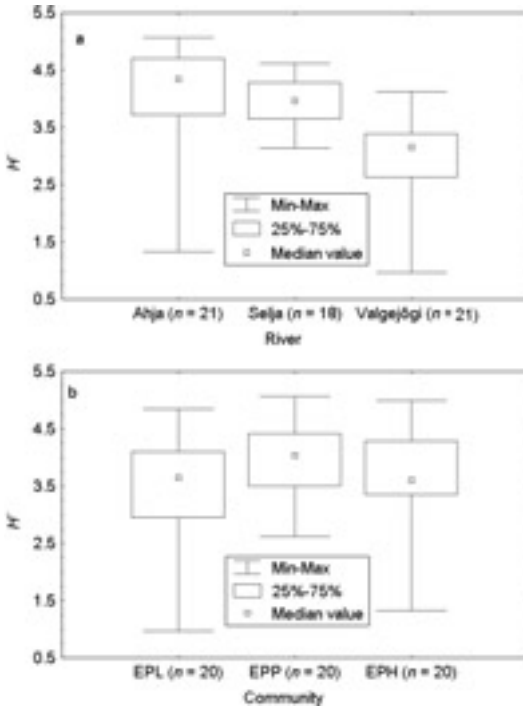 5.5
a
4.5
3.5
H'
2.5
Min-Max
25%-75%
Median value
1.5
0.5
Ahja (n = 21) Selja (n = 18) Valgejõgi (n = 21)
River
5.5
b
4.5
3.5
H'
2.5
Min-Max
25%-75%
Median value
1.5
0.5
EPL (n = 20) EPP (n = 20) EPH (n = 20)
Community